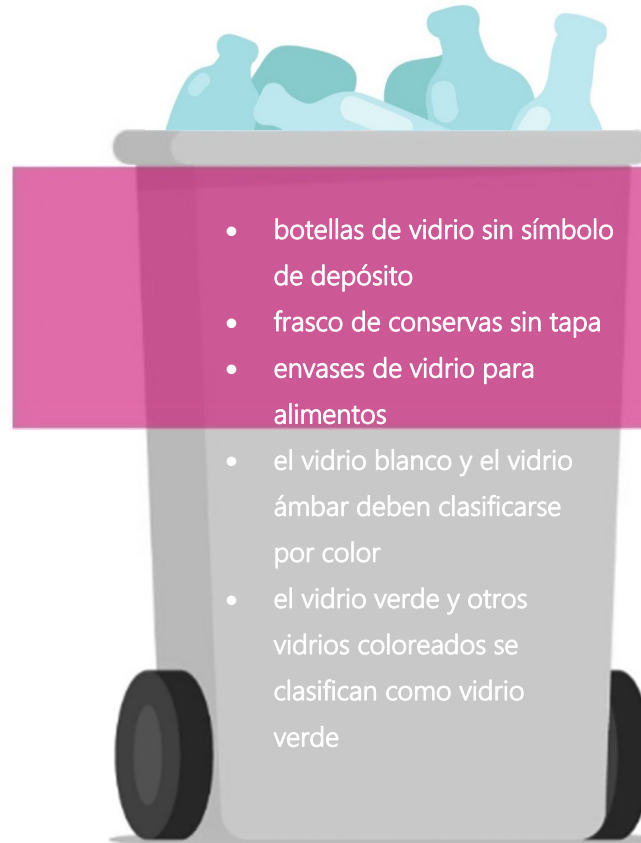 • botellas de vidrio sin símbolo
de depósito
• frasco de conservas sin tapa
• envases de vidrio para
alimentos
• el vidrio blanco y el vidrio
ámbar deben clasificarse
por color
• el vidrio verde y otros
vidrios coloreados se
clasifican como vidrio
verde